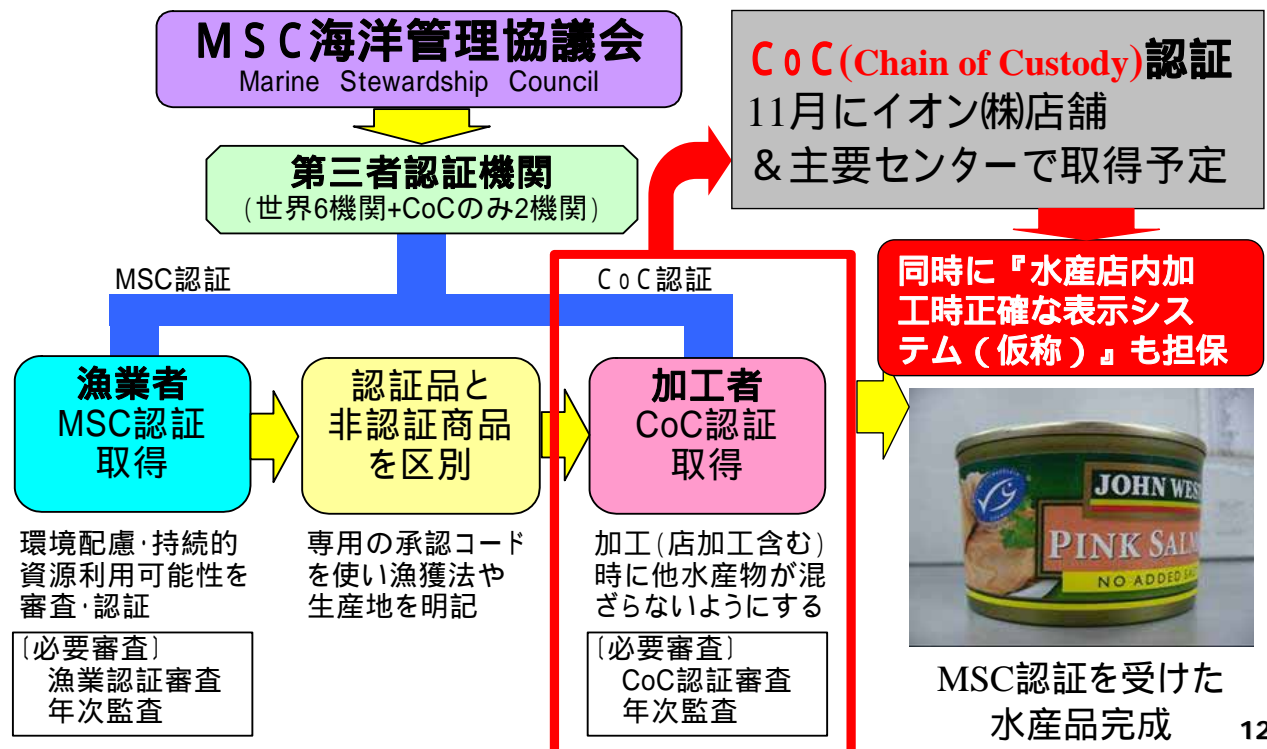 MSC海洋管理協議会
Marine Stewardship Council
第三者認証機関
(世界6機関+CoCのみ2機関)
CoC(Chain of Custody)認証
11月にイオン㈱店舗
&主要センターで取得予定
同時に『水産店内加
工時正確な表示シス
テム(仮称)』も担保
MSC認証
CoC認証
漁業者
MSC認証
取得
認証品と
非認証商品
を区別
加工者
CoC認証
取得
環境配慮・持続的
資源利用可能性を
審査・認証
専用の承認コード
を使い漁獲法や
生産地を明記
加工(店加工含む)
時に他水産物が混
ざらないようにする
〔必要審査〕
漁業認証審査
年次監査
〔必要審査〕
CoC認証審査
年次監査
JOHN WES
PINK SALM
NO ADDED
MSC認証を受けた
水産品完成
12